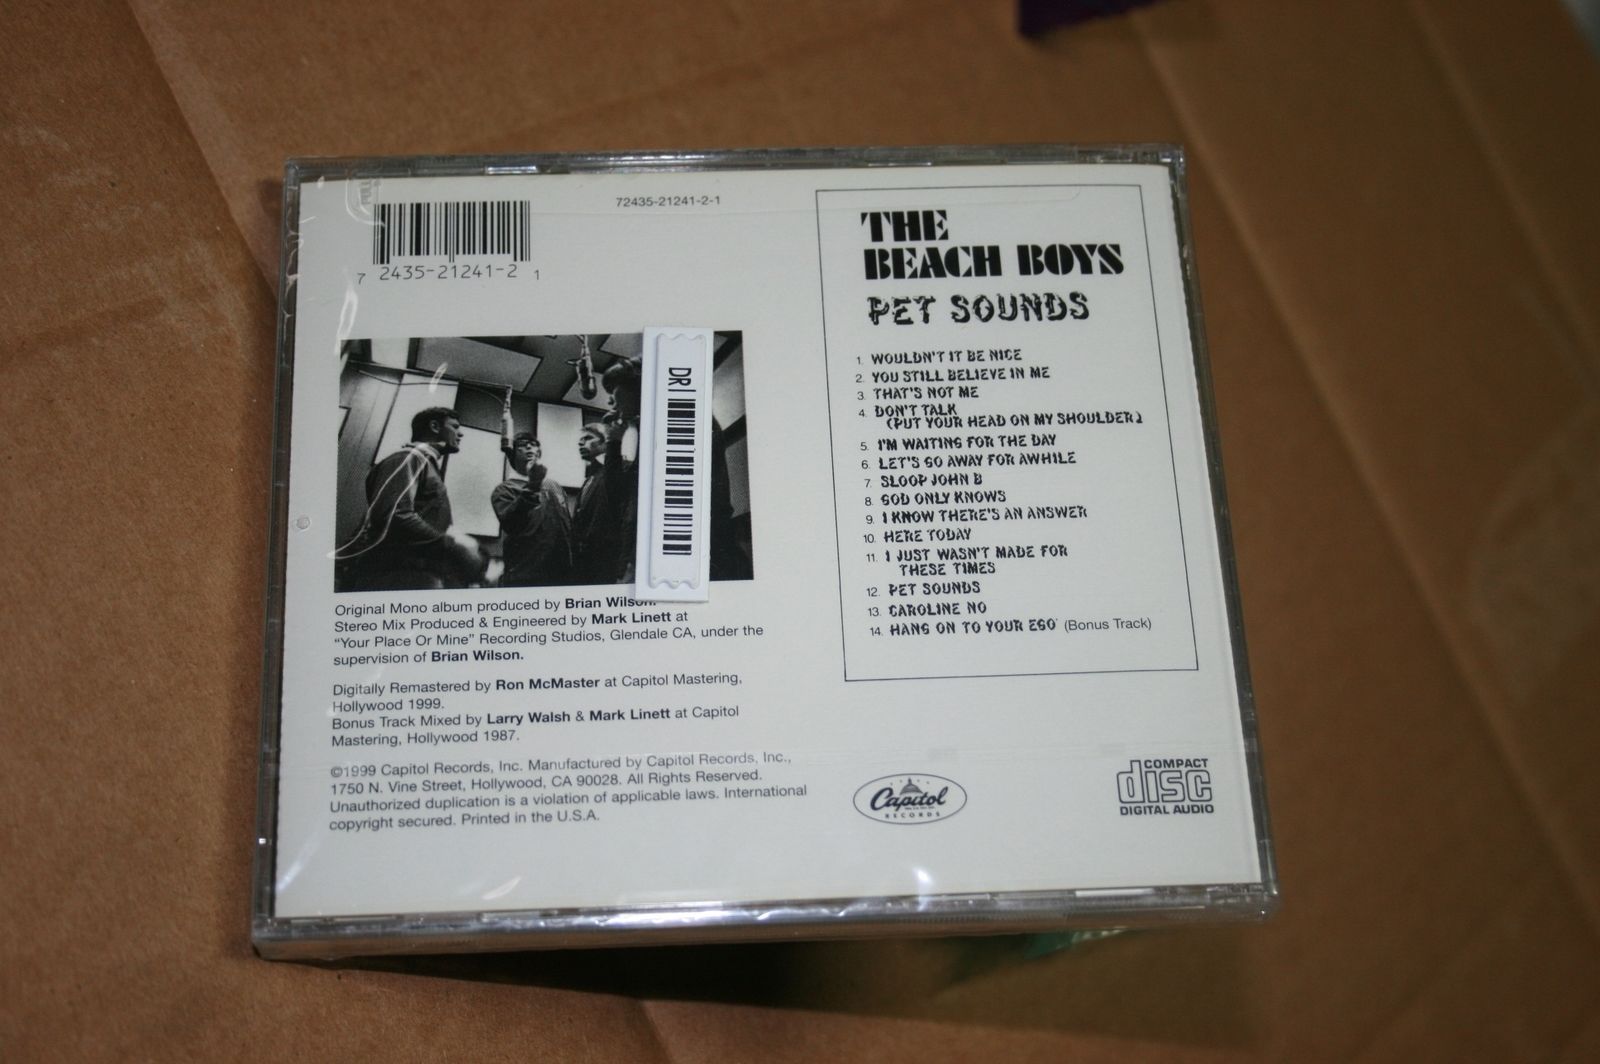 72435-21241-2-1
7 2435-21241-2 1
DR
Original Mono album produced by Brian Wilson.
Stereo Mix Produced & Engineered by Mark Linett at
"Your Place Or Mine" Recording Studios, Glendale CA, under the
supervision of Brian Wilson.
Digitally Remastered by Ron McMaster at Capitol Mastering,
Hollywood 1999.
Bonus Track Mixed by Larry Walsh & Mark Linett at Capitol
Mastering, Hollywood 1987.
©1999 Capitol Records, Inc. Manufactured by Capitol Records, Inc.,
1750 N. Vine Street, Hollywood, CA 90028. All Rights Reserved.
Unauthorized duplication is a violation of applicable laws. International
copyright secured. Printed in the U.S.A.
THE
BEACH BOYS
PET SOUNDS
1. WOULDN'T IT BE NICE
2. YOU STILL BELIEVE IN ME
3. THAT'S NOT ME
4. DON'T TALK
(PUT YOUR HEAD ON MY SHOULDER)
5. I'M WAITING FOR THE DAY
6. LET'S GO AWAY FOR AWHILE
7. SLOOP JOHN B
8. GOD ONLY KNOWS
9. I KNOW THERE'S AN ANSWER
10. HERE TODAY
11. I JUST WASN'T MADE FOR
THESE TIMES
12. PET SOUNDS
13. CAROLINE NO
14. HANG ON TO YOUR EGO (Bonus Track)
Capitol
RECORDS
COMPACT
disc
DIGITAL AUDIO